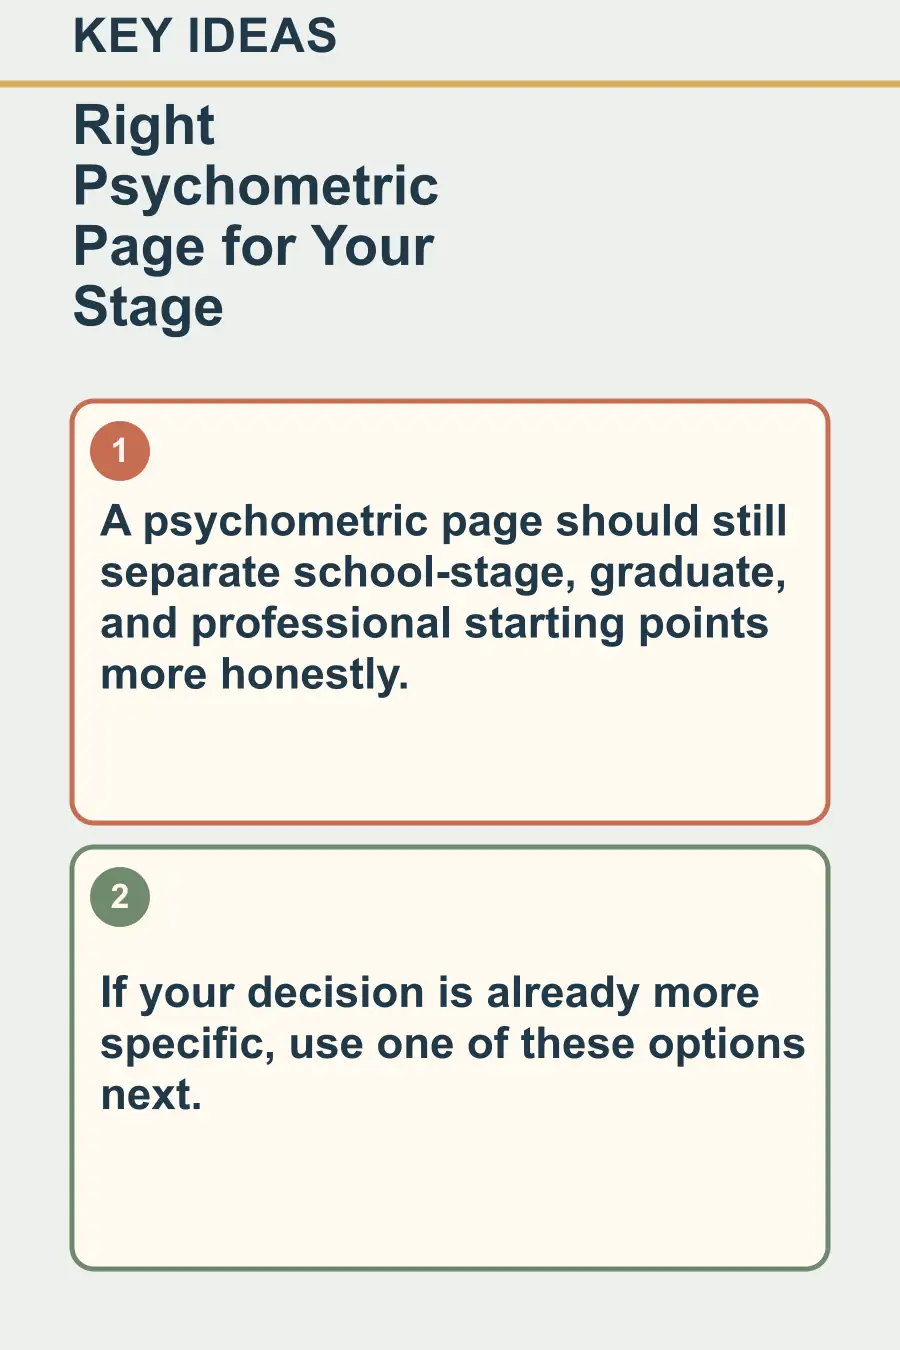 KEY IDEAS
Right
Psychometric
Page for Your
Stage
1
A psychometric page should still
separate school-stage, graduate,
and professional starting points
more honestly.
2
If your decision is already more
specific, use one of these options
next.